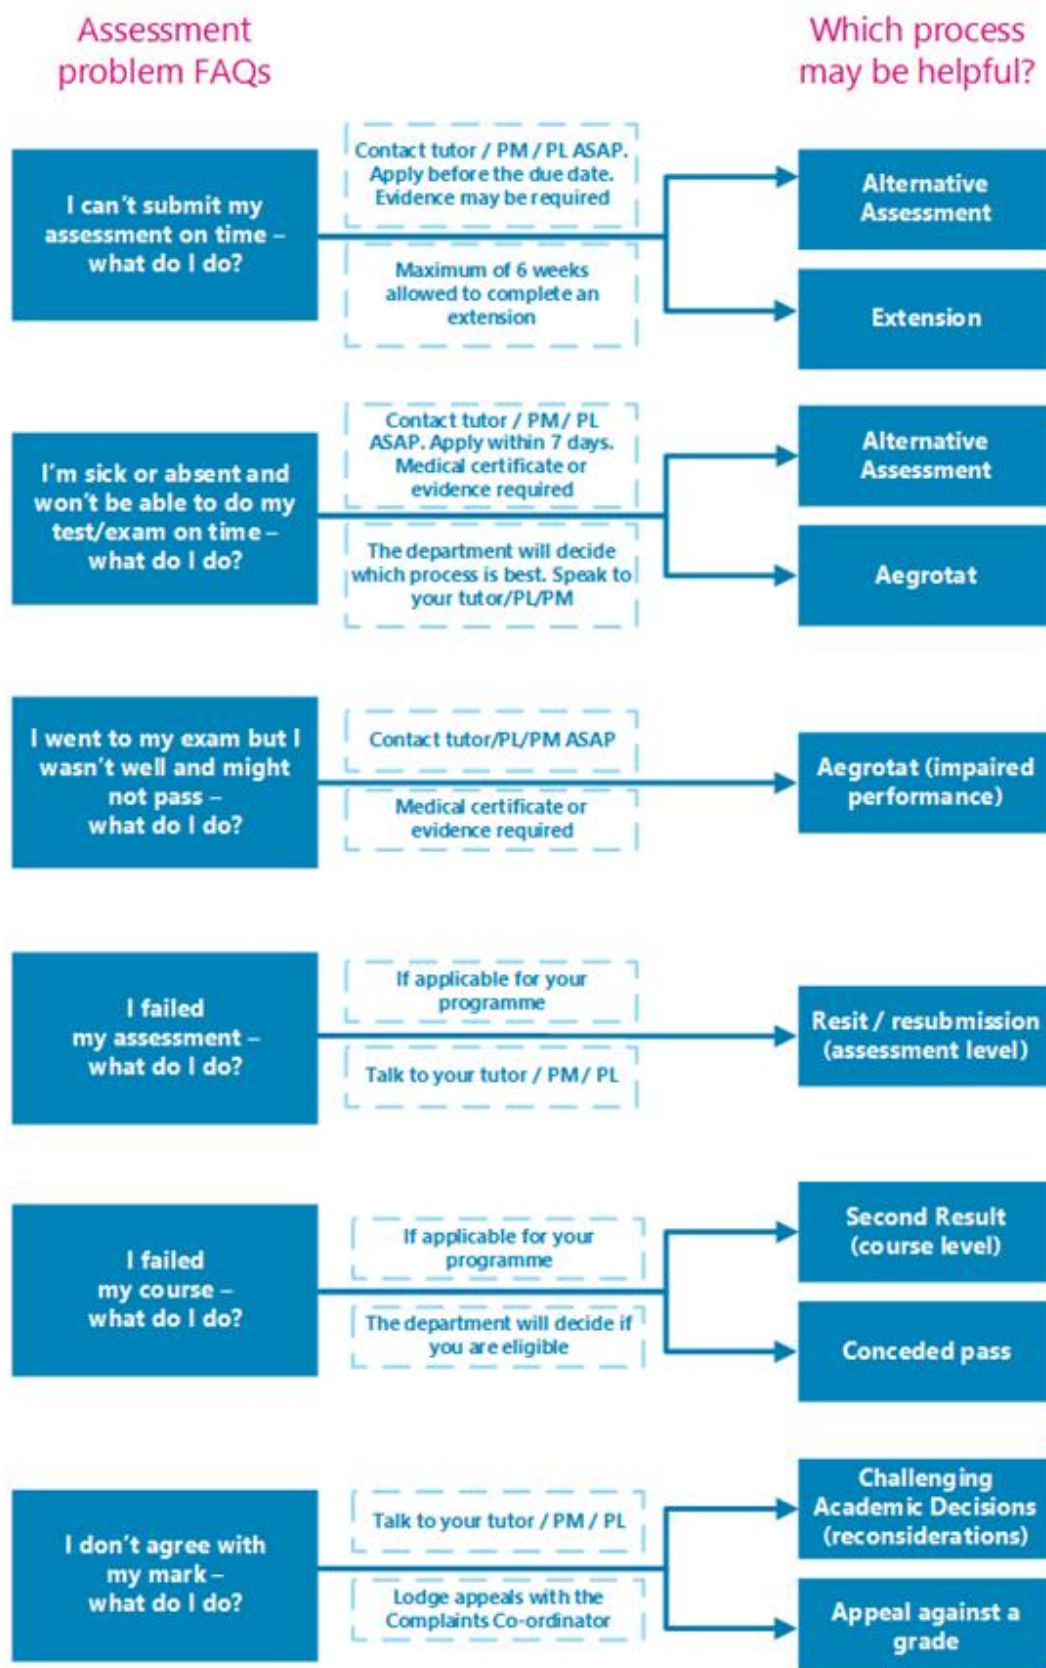 Assessment
problem FAQs
Which process
may be helpful?
I can't submit my
assessment on time –
what do I do?
Contact tutor / PM / PL ASAP.
Apply before the due date.
Evidence may be required
Maximum of 6 weeks
allowed to complete an
extension
Alternative
Assessment
Extension
I'm sick or absent and
won't be able to do my
test/exam on time –
what do I do?
Contact tutor / PM/ PL
ASAP. Apply within 7 days.
Medical certificate or
evidence required
The department will decide
which process is best. Speak to
your tutor/PL/PM
Alternative
Assessment
Aegrotat
I went to my exam but I
wasn't well and might
not pass –
what do I do?
Contact tutor/PL/PM ASAP
Medical certificate or
evidence required
Aegrotat (impaired
performance)
I failed
my assessment –
what do I do?
If applicable for your
programme
Talk to your tutor / PM / PL
Resit / resubmission
(assessment level)
I failed
my course –
what do I do?
If applicable for your
programme
The department will decide if
you are eligible
Second Result
(course level)
Conceded pass
I don't agree with
my mark –
what do I do?
Talk to your tutor / PM / PL
Lodge appeals with the
Complaints Co-ordinator
Challenging
Academic Decisions
(reconsiderations)
Appeal against a
grade